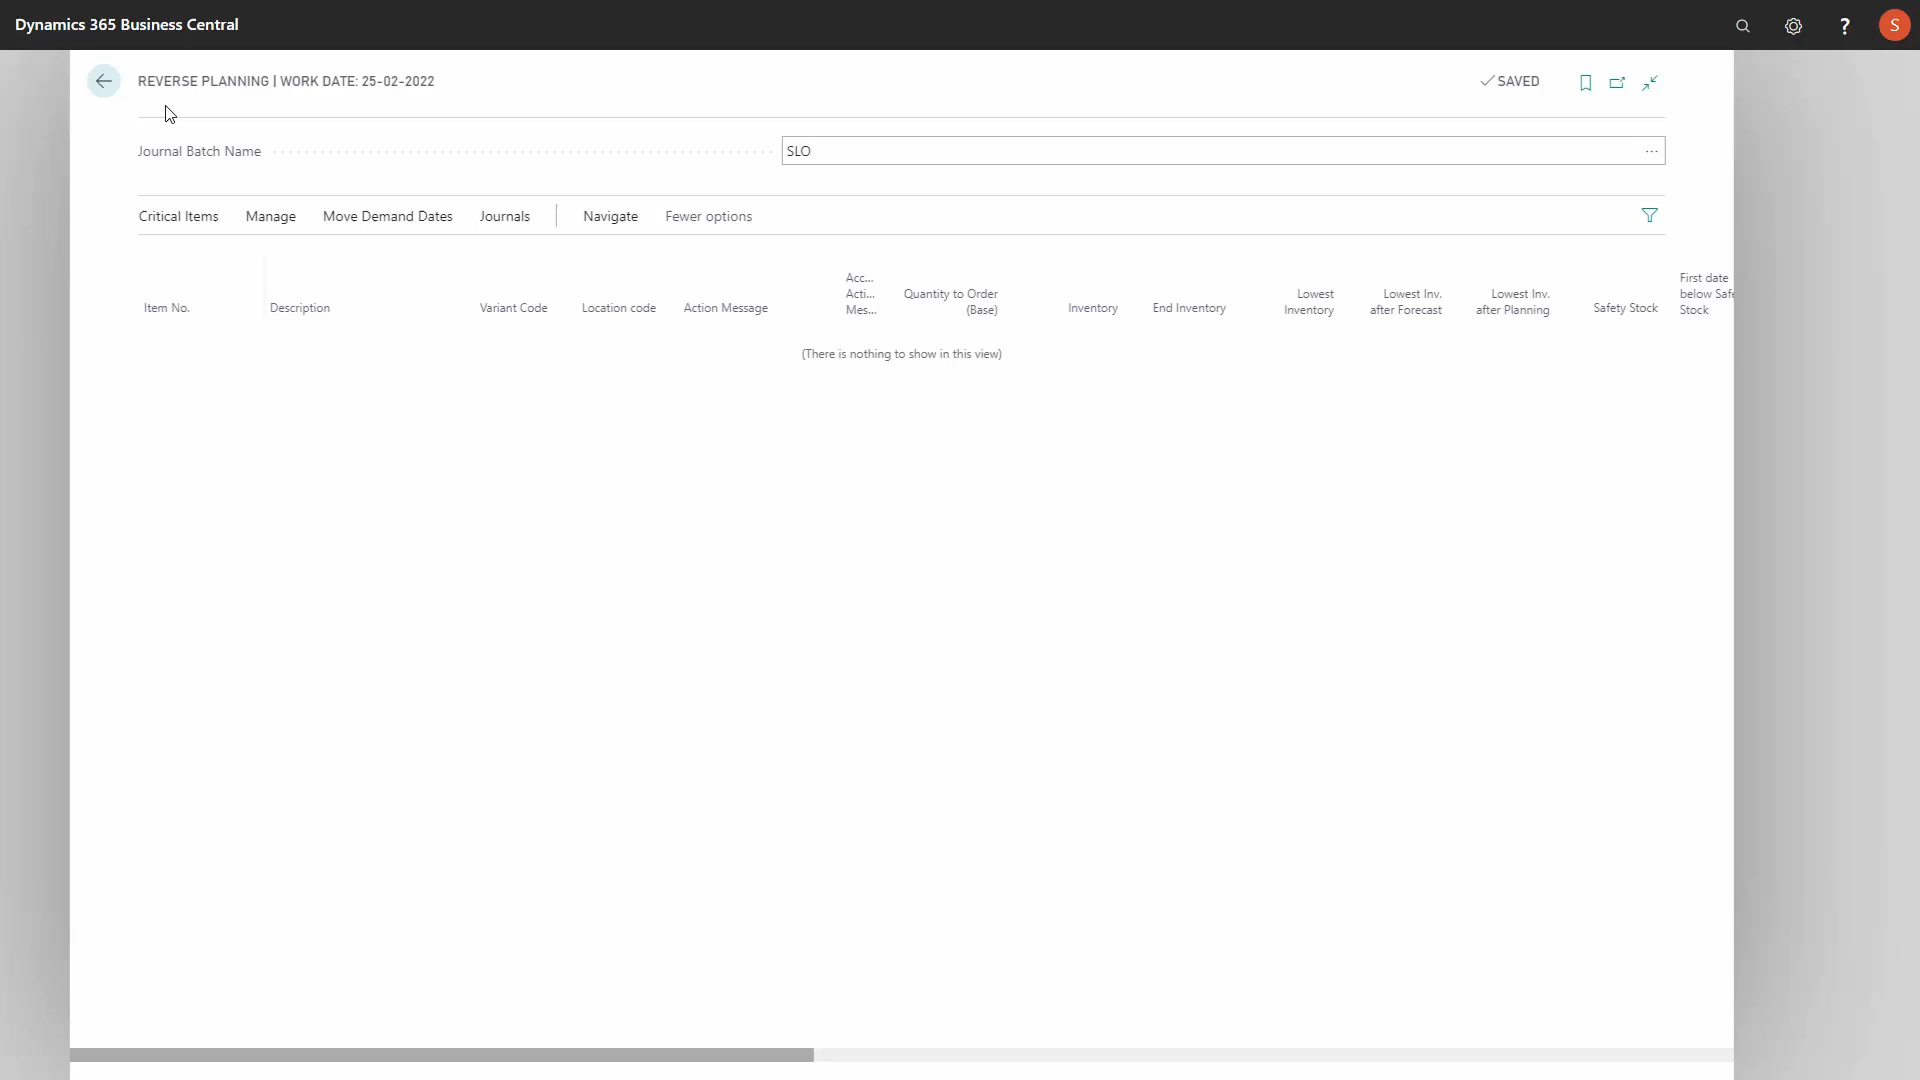 Dynamics 365 Business Central
?
S
REVERSE PLANNING | WORK DATE: 25-02-2022
SAVED
Journal Batch Name
SLO
...
Critical Items
Manage
Move Demand Dates
Journals
Navigate
Fewer options
Item No.
Description
Variant Code
Location code
Action Message
Acc...
Acti...
Mes...
Quantity to Order
(Base)
Inventory
End Inventory
Lowest
Inventory
Lowest Inv.
after Forecast
Lowest Inv.
after Planning
Safety Stock
First date
below Safe
Stock
(There is nothing to show in this view)